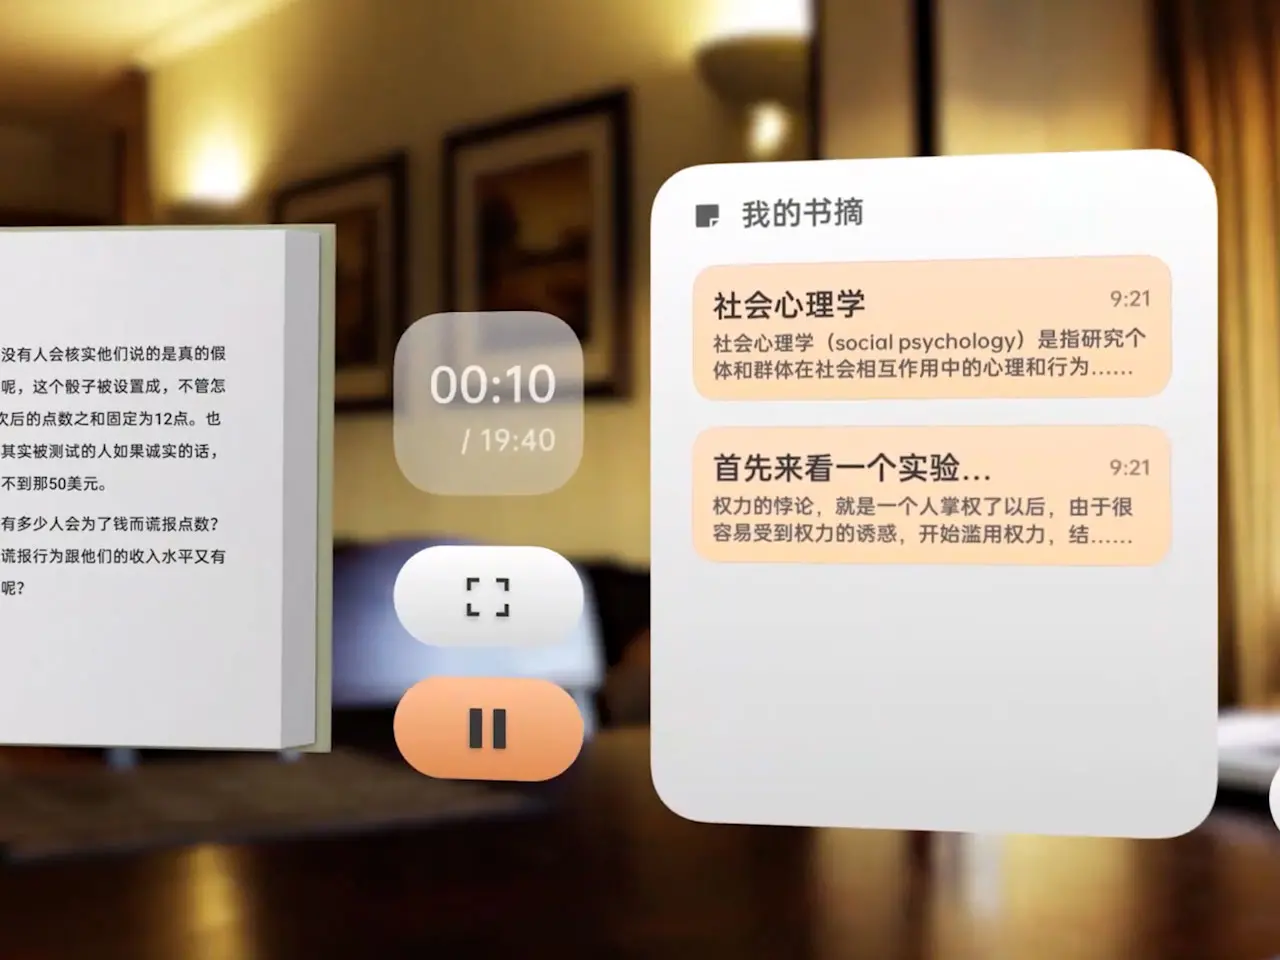 没有人会核实他们说的是真的假
呢，这个骰子被设置成，不管怎
次后的点数之和固定为12点。也
其实被测试的人如果诚实的话，
不到那50美元。
有多少人会为了钱而谎报点数？
谎报行为跟他们的收入水平又有
呢？
00:10
/ 19:40
我的书摘
社会心理学 9:21
社会心理学（social psychology）是指研究个
体和群体在社会相互作用中的心理和行为……
首先来看一个实验... 9:21
权力的悖论，就是一个人掌权了以后，由于很
容易受到权力的诱惑，开始滥用权力，结……